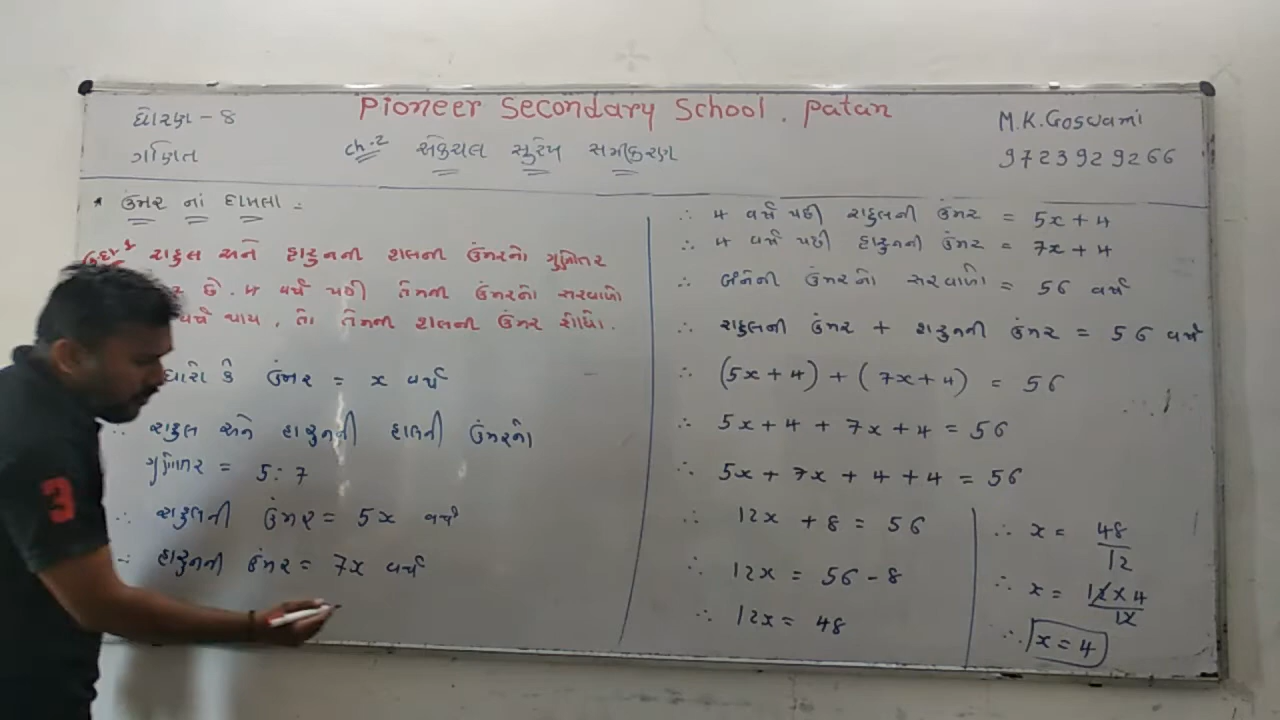 ધોરણ - 8
ગણિત
Pioneer Secondary School. Patan
ch.2 એકચલ સુરેખ સમીકરણ
M.K.Goswami
9723929266
* ઉંમર નાં દાખલા :
રાહુલ અને હારુનની હાલની ઉંમરનો ગુણોત્તર
છે. 4 વર્ષ પછી તેમની ઉંમરનો સરવાળો
વર્ષ થાય, તો તેમની હાલની ઉંમર શોધો.
ધારો કે ઉંમર = x વર્ષ
∴ રાહુલ અને હારુનની હાલની ઉંમરનો
ગુણોત્તર = 5:7
∴ રાહુલની ઉંમર = 5x વર્ષ
∴ હારુનની ઉંમર = 7x વર્ષ
∴ 4 વર્ષ પછી રાહુલની ઉંમર = 5x + 4
∴ 4 વર્ષ પછી હારુનની ઉંમર = 7x + 4
∴ બંનેની ઉંમરનો સરવાળો = 56 વર્ષ
∴ રાહુલની ઉંમર + હારુનની ઉંમર = 56 વર્ષ
∴ (5x+4) + (7x+4) = 56
∴ 5x + 4 + 7x + 4 = 56
∴ 5x + 7x + 4 + 4 = 56
∴ 12x + 8 = 56
∴ 12x = 56 - 8
∴ 12x = 48
∴ x = 48/12
∴ x = 12 x 4/12
∴ x = 4
3